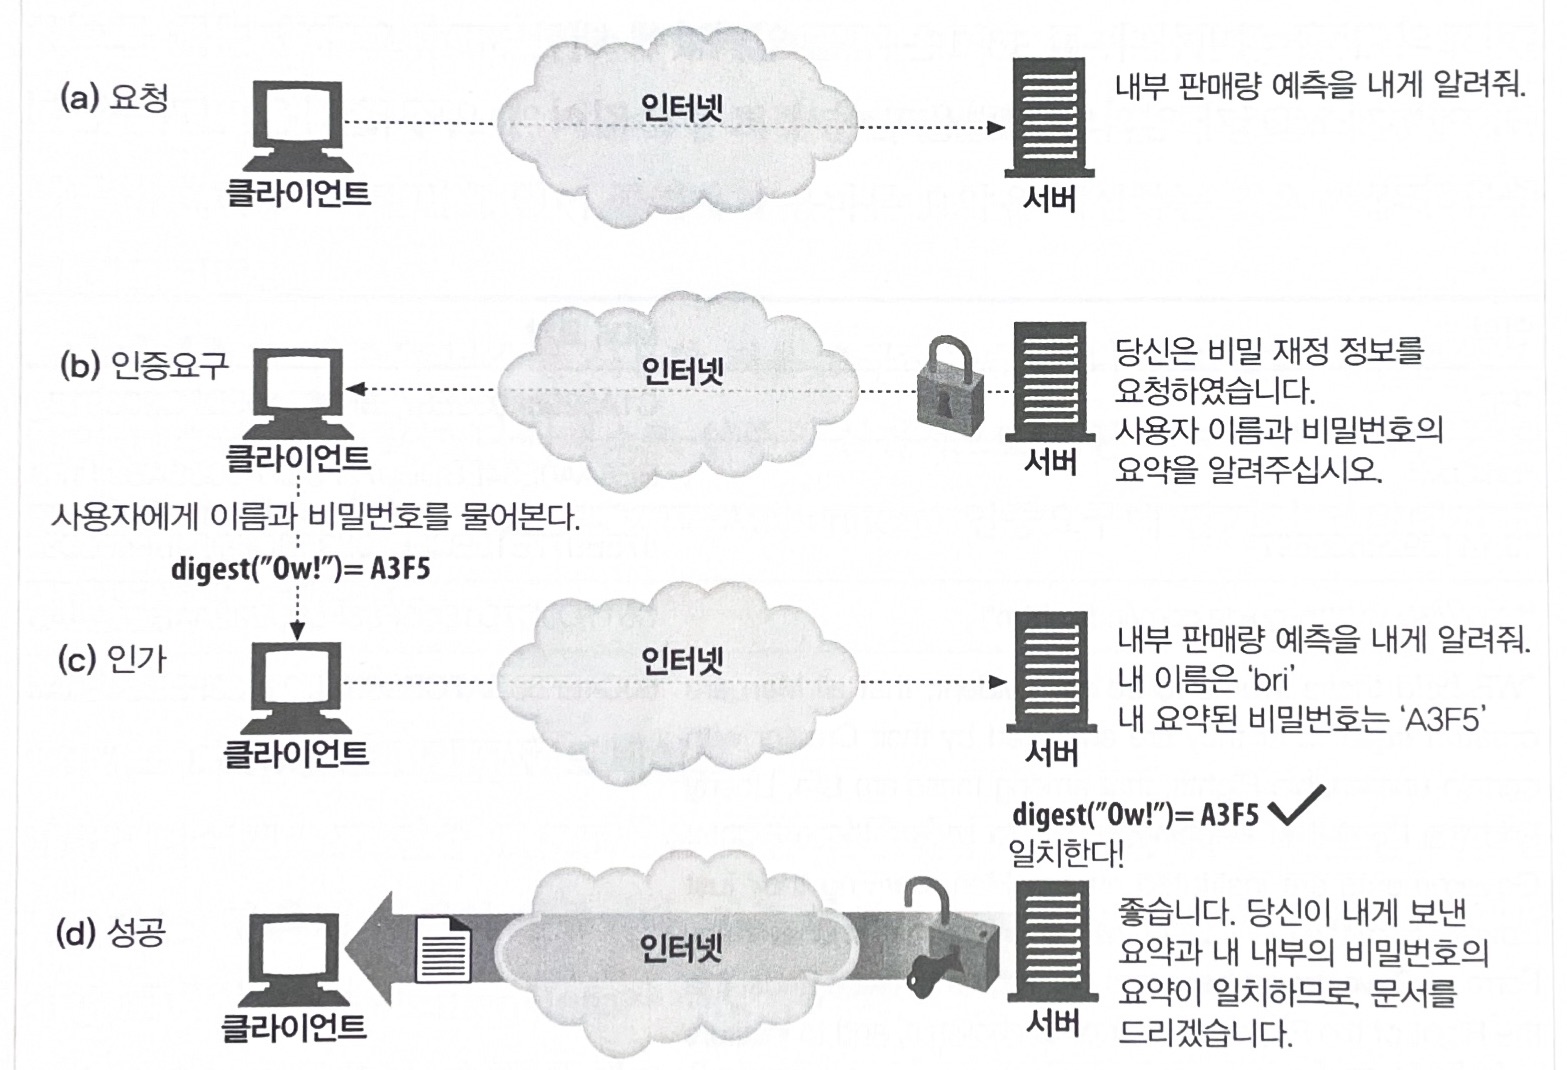 (a) 요청
인터넷
내부 판매량 예측을 내게 알려줘.
클라이언트
서버
(b) 인증요구
인터넷
당신은 비밀 재정 정보를
요청하였습니다.
사용자 이름과 비밀번호의
요약을 알려주십시오.
클라이언트
서버
사용자에게 이름과 비밀번호를 물어본다.
digest("Ow!")= A3F5
(c) 인가
인터넷
내부 판매량 예측을 내게 알려줘.
내 이름은 ‘bri’
내 요약된 비밀번호는 ‘A3F5’
클라이언트
서버
digest("Ow!")= A3F5
일치한다!
(d) 성공
인터넷
좋습니다. 당신이 내게 보낸
요약과 내 내부의 비밀번호의
요약이 일치하므로, 문서를
드리겠습니다.
클라이언트
서버